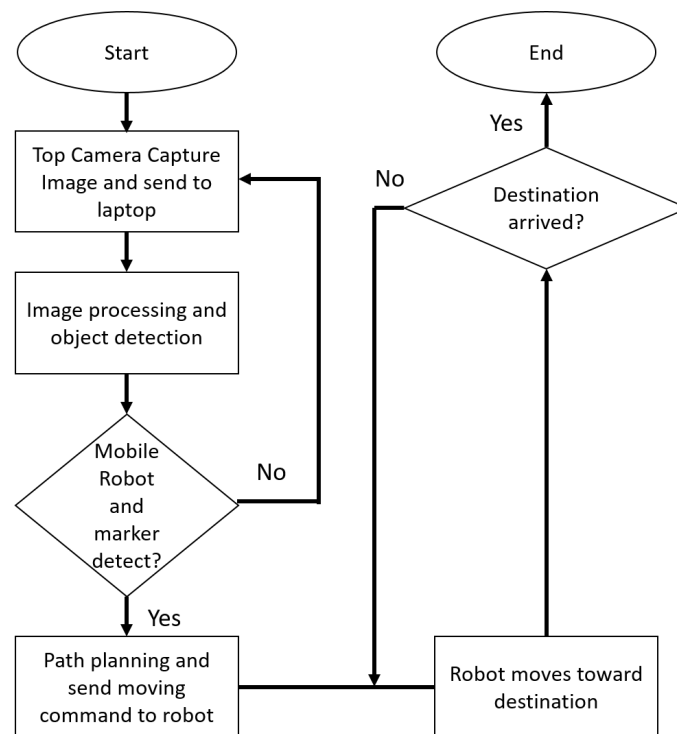 Start
Top Camera Capture
Image and send to
laptop
Image processing and
object detection
Mobile
Robot
and
marker
detect?
No
Yes
Path planning and
send moving
command to robot
Robot moves toward
destination
Destination
arrived?
No
Yes
End